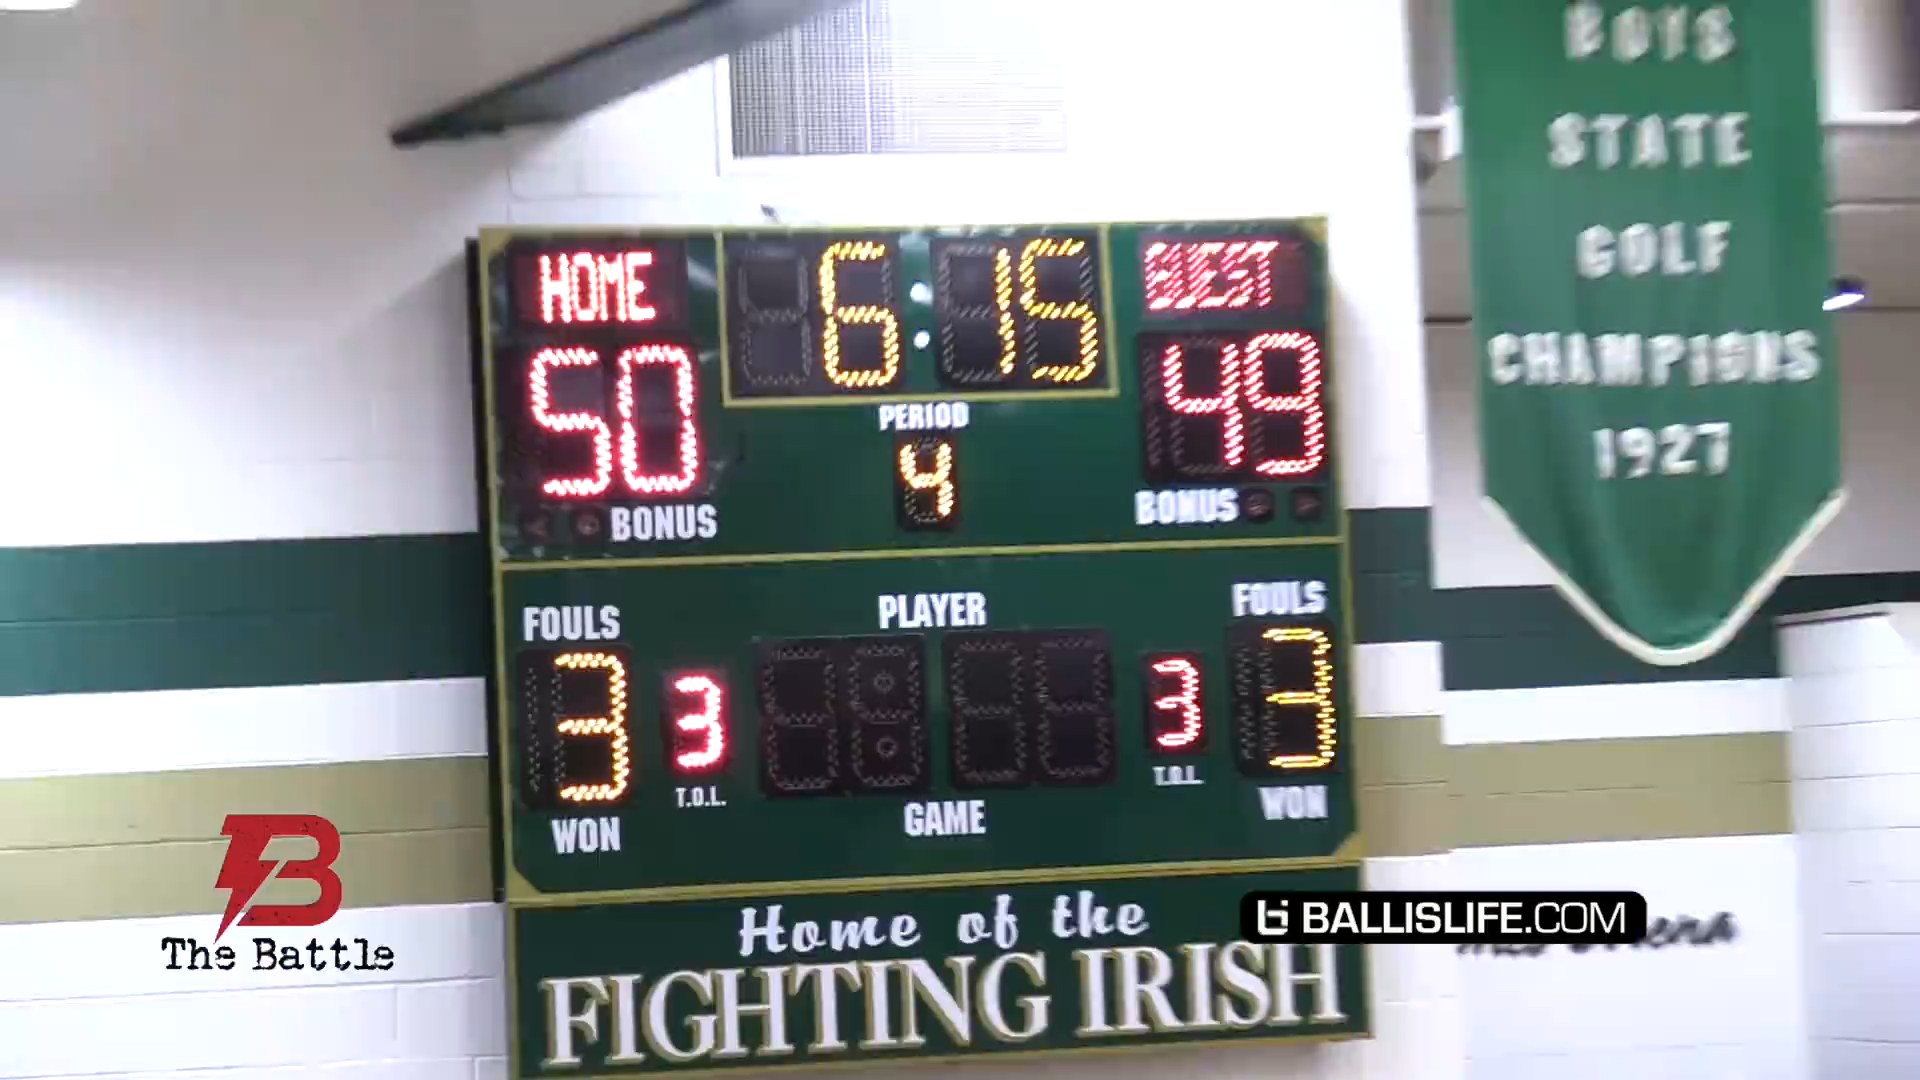 BOYS
STATE
GOLF
CHAMPIONS
1927
HOME 6:15 GUEST
50 49
PERIOD
4
BONUS BONUS
FOULS PLAYER FOULS
3 3 3 3
T.O.L. T.O.L.
WON GAME WON
Home of the
FIGHTING IRISH
B
The Battle
BALLISLIFE.COM